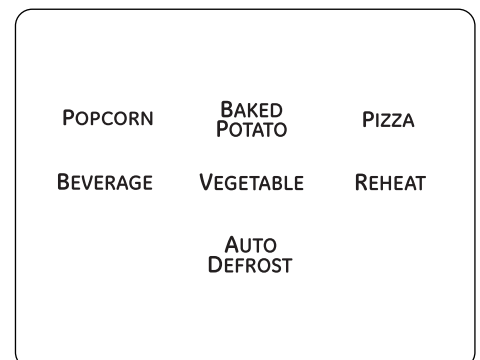 POPCORN
BAKED
POTATO
PIZZA
BEVERAGE
VEGETABLE
REHEAT
AUTO
DEFROST